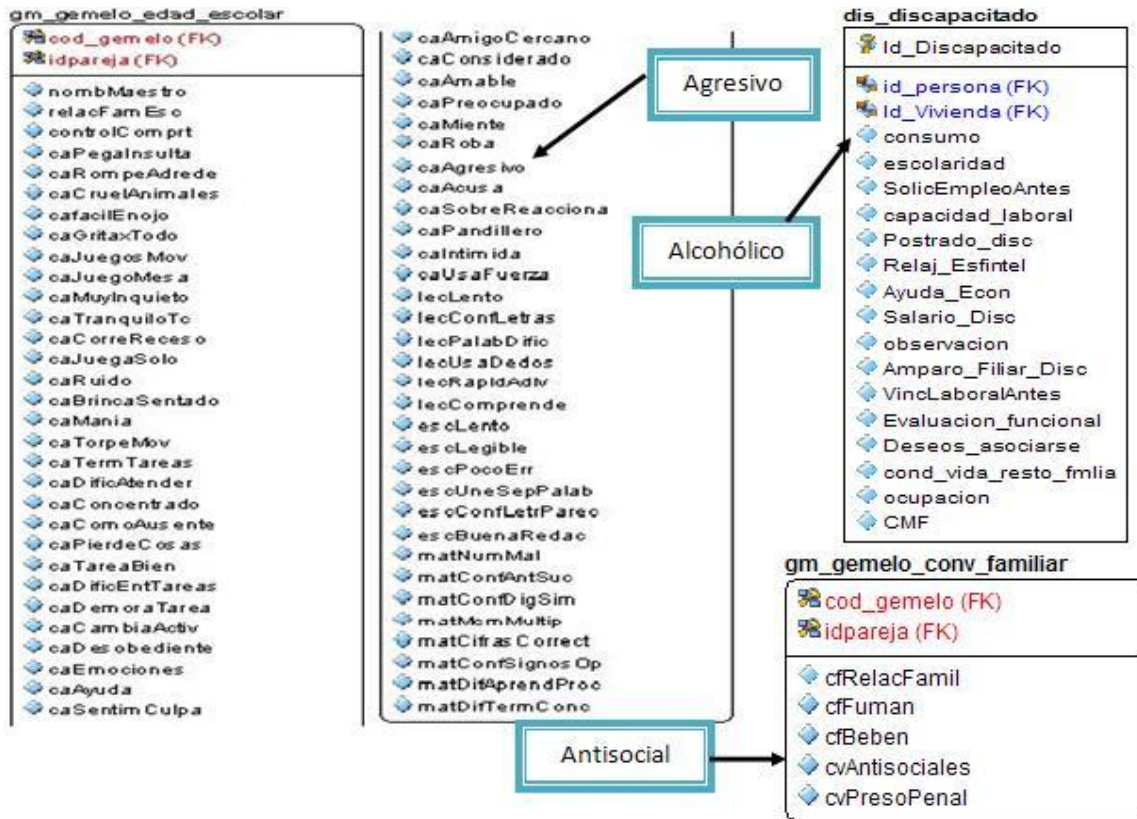 gm_gemelo_edad_escolar
cod_gemelo (FK)
idpareja (FK)
nombMaestro
relacFamEsc
controlComprt
caPegaInsulta
caRompeAdrede
caCruelAnimales
cafacilEnojo
caGritaxTodo
caJuegosMov
caJuegoMesa
caMuyInquieto
caTranquiloTc
caCorreReceso
caJuegaSolo
caRuido
caBrincaSentado
caMania
caTorpeMov
caTermTareas
caDificAtender
caConcentrado
caComoAusente
caPierdeCosas
caTareaBien
caDificEntTareas
caDemoraTarea
caCambiaActiv
caDesobediente
caEmociones
caAyuda
caSentimCulpa
caAmigoCercano
caConsiderado
caAmable
caPreocupado
caMiente
caRoba
caAgresivo
caAcusa
caSobreReacciona
caPandillero
caIntimida
caUsaFuerza
lecLento
lecConfLetras
lecPalabDific
lecUsaDedos
lecRapidAdiv
lecComprende
escLento
escLegible
escPocoErr
escUneSepPalab
escConfLetrParec
escBuenaRedac
matNumMal
matConfAntSuc
matConfDigSim
matMemMultip
matCifrasCorrect
matConfSignosOp
matDifAprendProc
matDifTermConc
Agresivo
Alcohólico
Antisocial
dis_discapacitado
Id_Discapacitado
id_persona (FK)
Id_Vivienda (FK)
consumo
escolaridad
SolicEmpleoAntes
capacidad_laboral
Postrado_disc
Relaj_Esfintel
Ayuda_Econ
Salario_Disc
observacion
Amparo_Filiar_Disc
VincLaboralAntes
Evaluacion_funcional
Deseos_asociarse
cond_vida_resto_fmlia
ocupacion
CMF
gm_gemelo_conv_familiar
cod_gemelo (FK)
idpareja (FK)
cfRelacFamil
cfFuman
cfBeben
cvAntisociales
cvPresoPenal